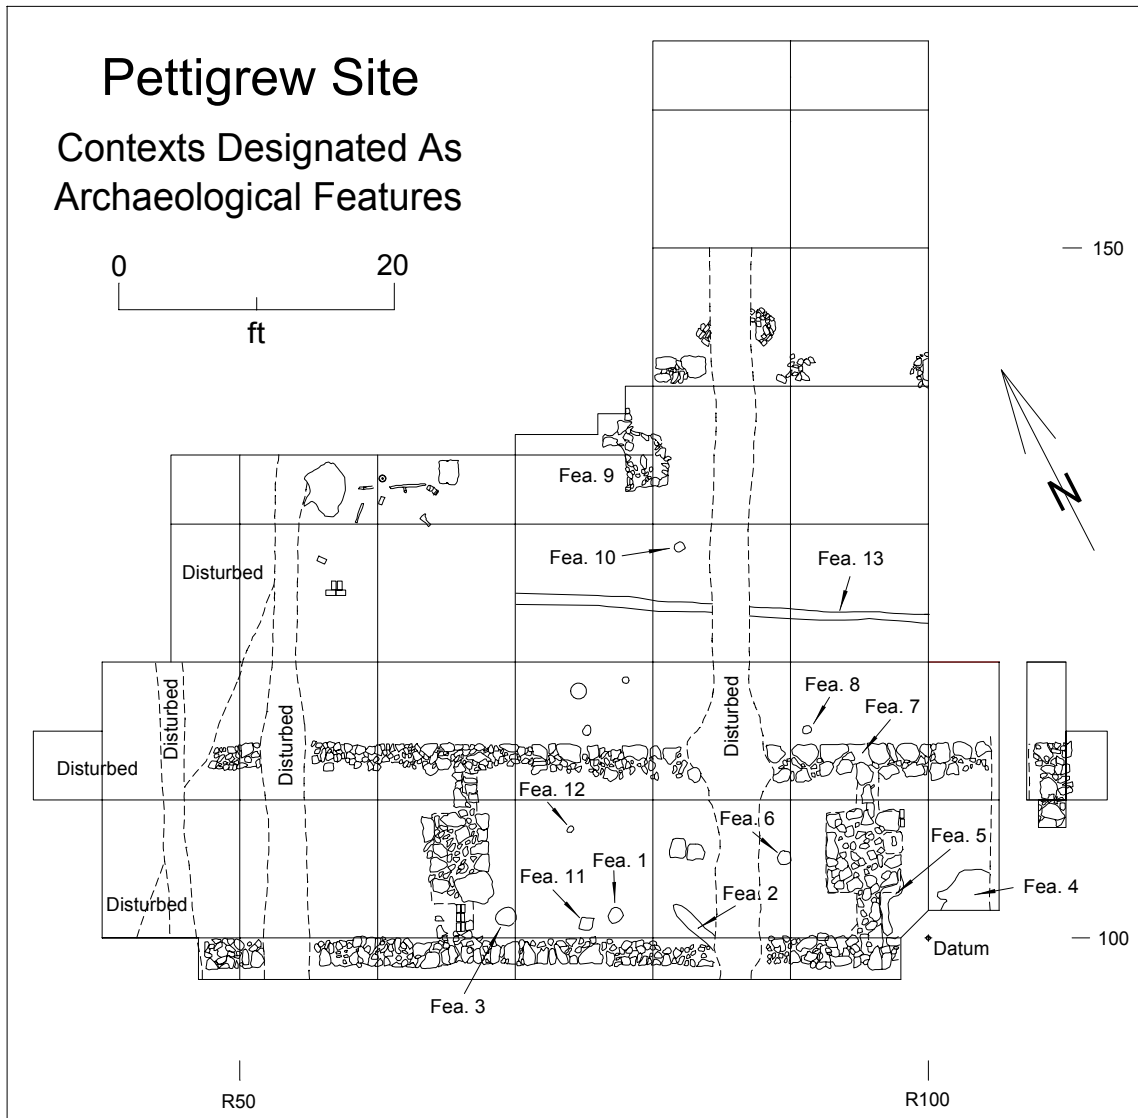 Pettigrew Site
Contexts Designated As
Archaeological Features
0 20
ft
150
N
Fea. 9
Fea. 10
Fea. 13
Disturbed
Fea. 8
Fea. 7
Disturbed
Disturbed
Disturbed
Disturbed
Fea. 12
Fea. 6
Fea. 5
Fea. 1
Fea. 11
Fea. 2
Fea. 4
Disturbed
100
Datum
Fea. 3
R50
R100